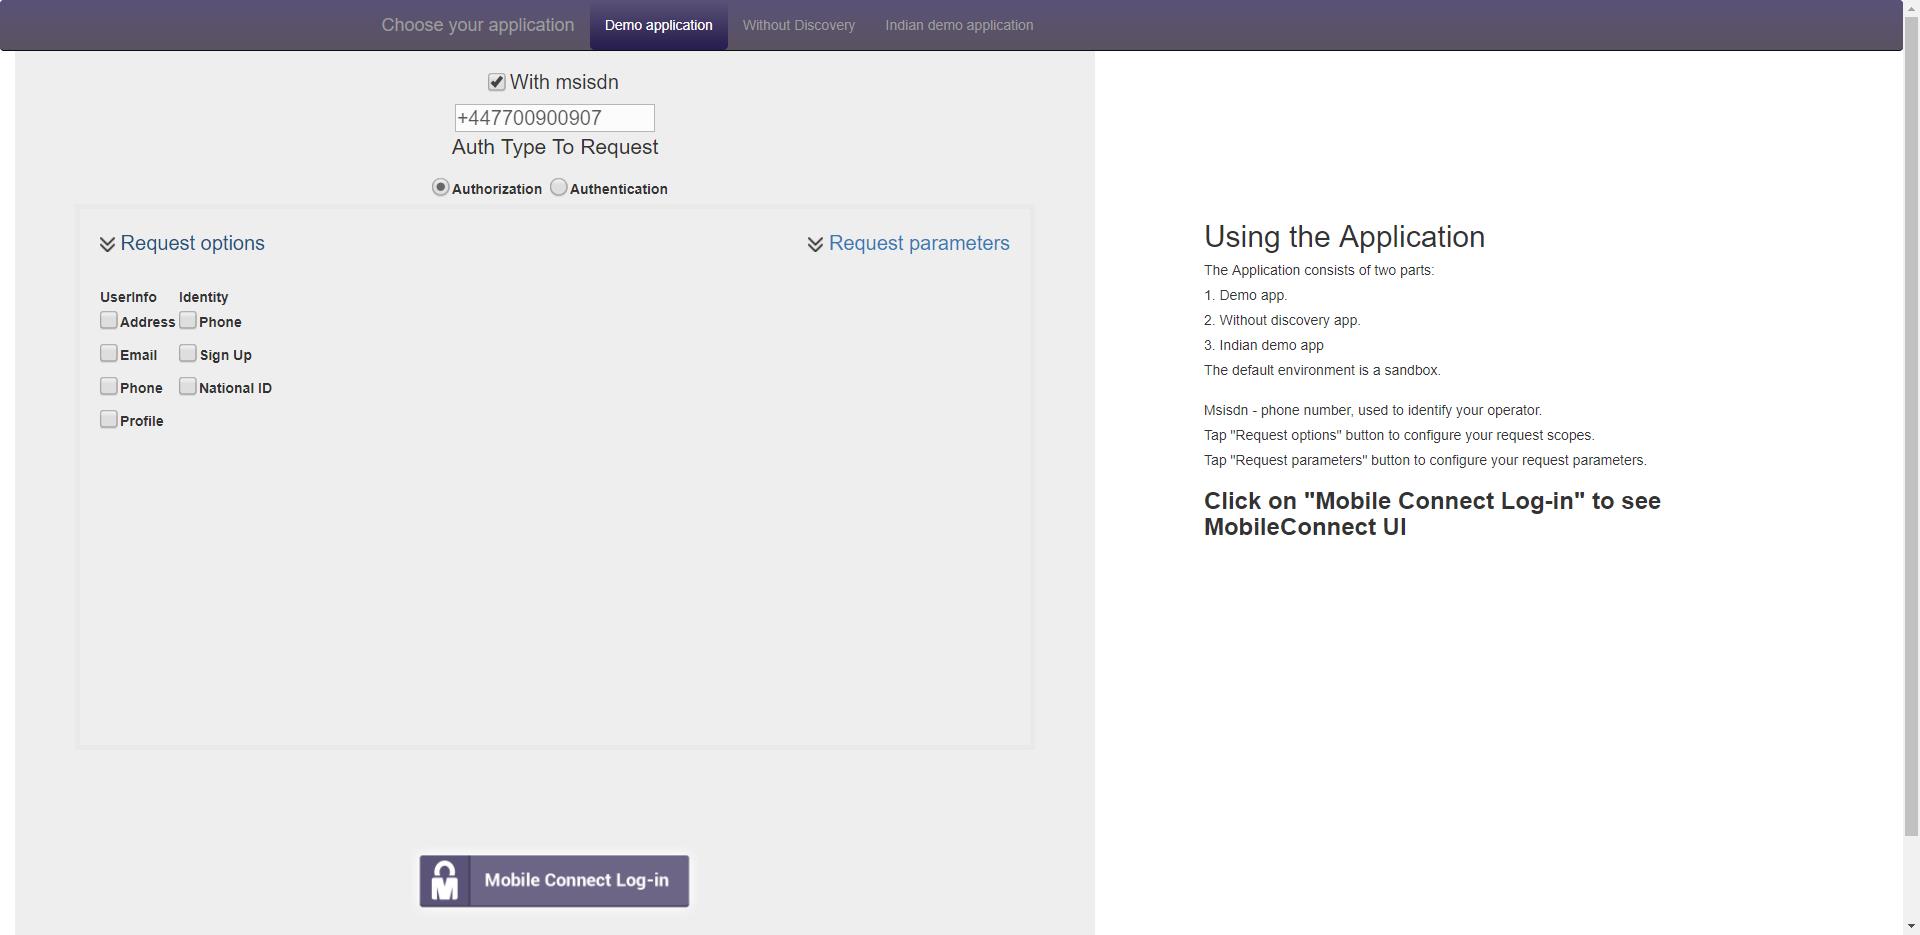 Choose your application
Demo application
Without Discovery
Indian demo application
With msisdn
+447700900907
Auth Type To Request
Authorization
Authentication
Request options
Request parameters
UserInfo
Identity
Address
Phone
Email
Sign Up
Phone
National ID
Profile
Mobile Connect Log-in
Using the Application
The Application consists of two parts:
1. Demo app.
2. Without discovery app.
3. Indian demo app
The default environment is a sandbox.
Msisdn - phone number, used to identify your operator.
Tap "Request options" button to configure your request scopes.
Tap "Request parameters" button to configure your request parameters.
Click on "Mobile Connect Log-in" to see
MobileConnect UI